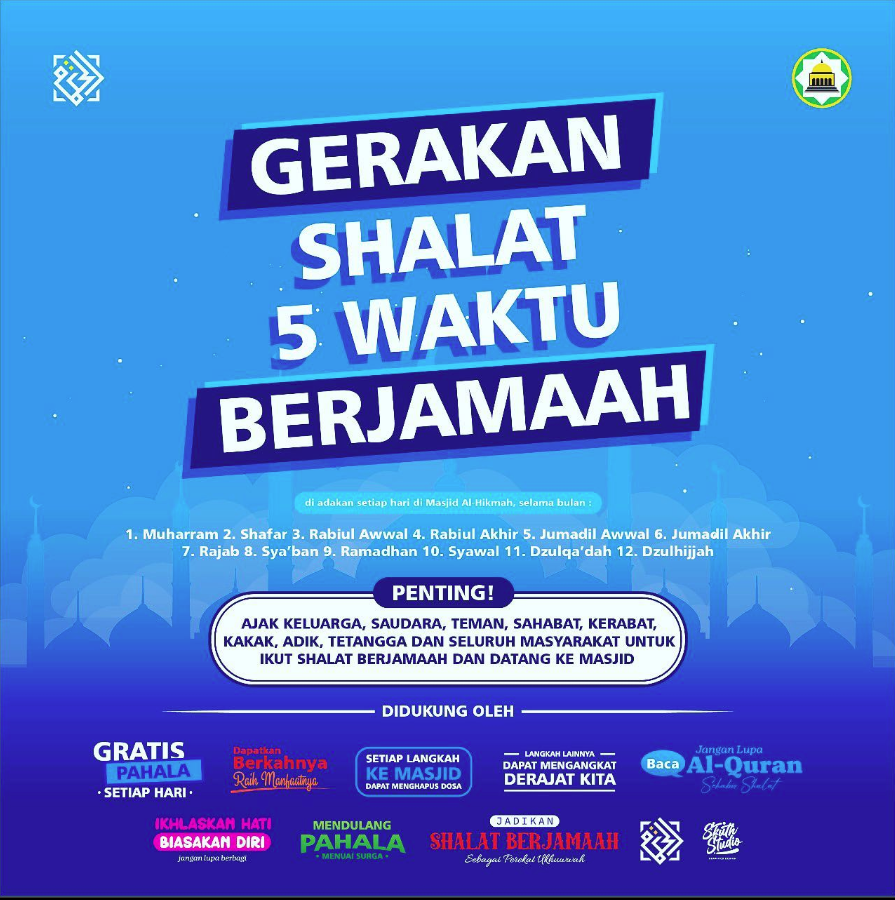 GERAKAN
SHALAT
5 WAKTU
BERJAMAAH
di adakan setiap hari di Masjid Al-Hikmah, selama bulan :
1. Muharram 2. Shafar 3. Rabiul Awwal 4. Rabiul Akhir 5. Jumadil Awwal 6. Jumadil Akhir
7. Rajab 8. Sya'ban 9. Ramadhan 10. Syawal 11. Dzulqa'dah 12. Dzulhijjah
PENTING!
AJAK KELUARGA, SAUDARA, TEMAN, SAHABAT, KERABAT,
KAKAK, ADIK, TETANGGA DAN SELURUH MASYARAKAT UNTUK
IKUT SHALAT BERJAMAAH DAN DATANG KE MASJID
DIDUKUNG OLEH
GRATIS
PAHALA
• SETIAP HARI •
Dapatkan
Berkahnya
Raih Manfaatnya
SETIAP LANGKAH
KE MASJID
DAPAT MENGHAPUS DOSA
LANGKAH LAINNYA
DAPAT MENGANGKAT
DERAJAT KITA
Jangan Lupa
Baca Al-Quran
Sehabis Shalat
IKHLASKAN HATI
BIASAKAN DIRI
jangan lupa berbagi
MENDULANG
PAHALA
• MENUAI SURGA •
JADIKAN
SHALAT BERJAMAAH
Sebagai Perekat Ukhuwwah
Studio